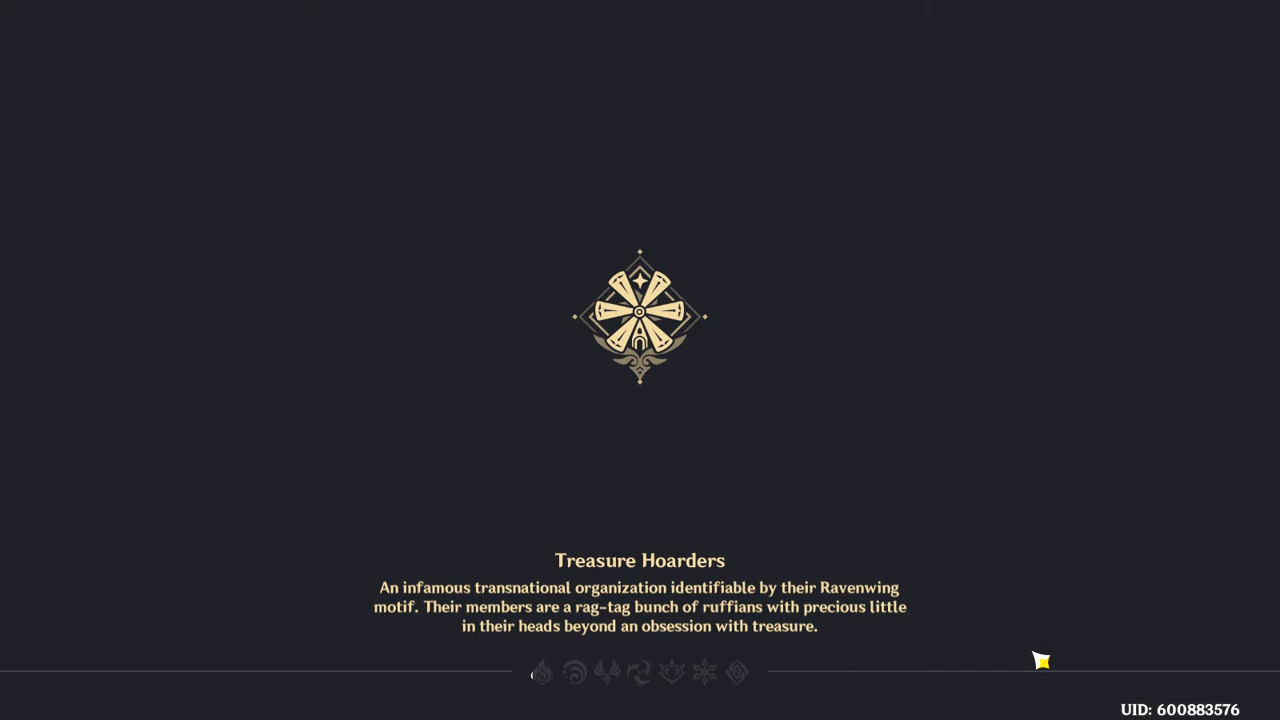 Treasure Hoarders
An infamous transnational organization identifiable by their Ravenwing
motif. Their members are a rag-tag bunch of ruffians with precious little
in their heads beyond an obsession with treasure.
UID: 600883576